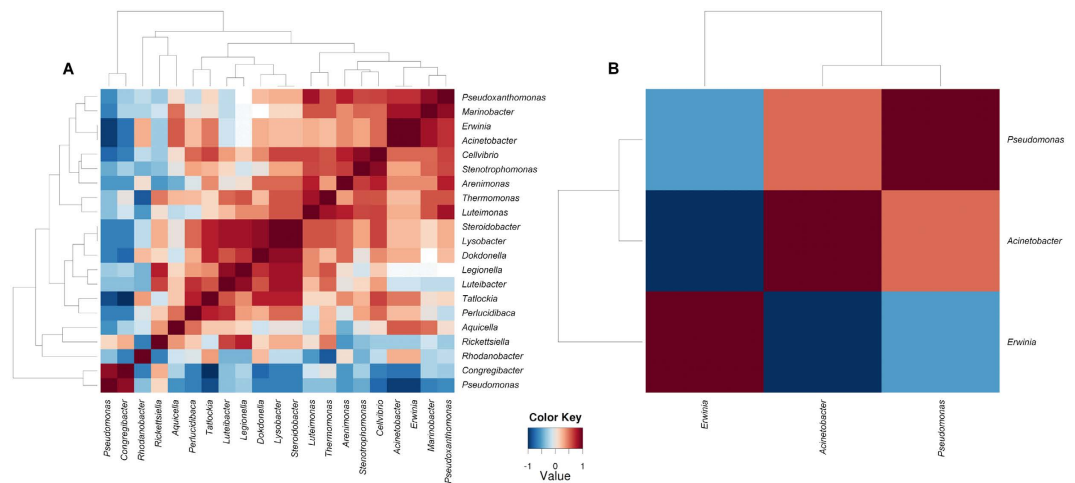 A
Pseudoxanthomonas
Marinobacter
Erwinia
Acinetobacter
Cellvibrio
Stenotrophomonas
Arenimonas
Thermomonas
Luteimonas
Steroidobacter
Lysobacter
Dokdonella
Legionella
Luteibacter
Tatlockia
Perlucidibaca
Aquicella
Rickettsiella
Rhodanobacter
Congregibacter
Pseudomonas
Pseudomonas
Congregibacter
Rhodanobacter
Rickettsiella
Aquicella
Perlucidibaca
Tatlockia
Luteibacter
Legionella
Dokdonella
Lysobacter
Steroidobacter
Luteimonas
Thermomonas
Arenimonas
Stenotrophomonas
Cellvibrio
Acinetobacter
Erwinia
Marinobacter
Pseudoxanthomonas
Color Key
-1 0 1
Value
B
Pseudomonas
Acinetobacter
Erwinia
Erwinia
Acinetobacter
Pseudomonas